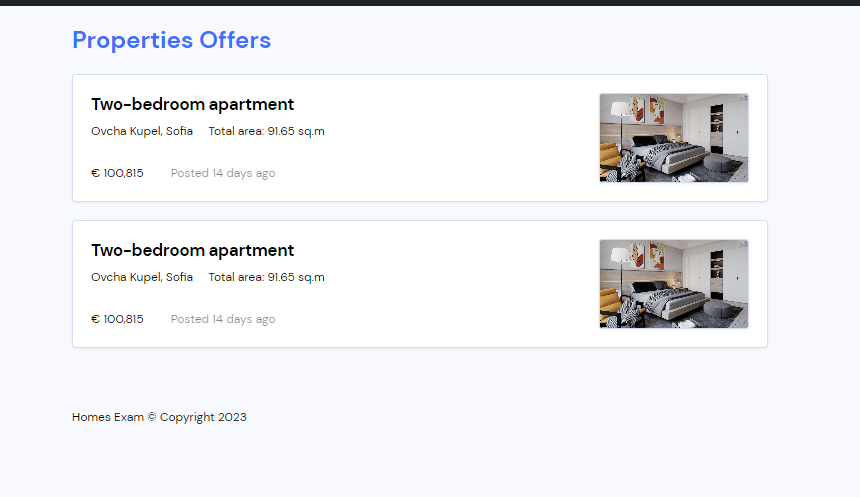 Properties Offers
Two-bedroom apartment
Ovcha Kupel, Sofia Total area: 91.65 sq.m
€ 100,815 Posted 14 days ago
Two-bedroom apartment
Ovcha Kupel, Sofia Total area: 91.65 sq.m
€ 100,815 Posted 14 days ago
Homes Exam © Copyright 2023